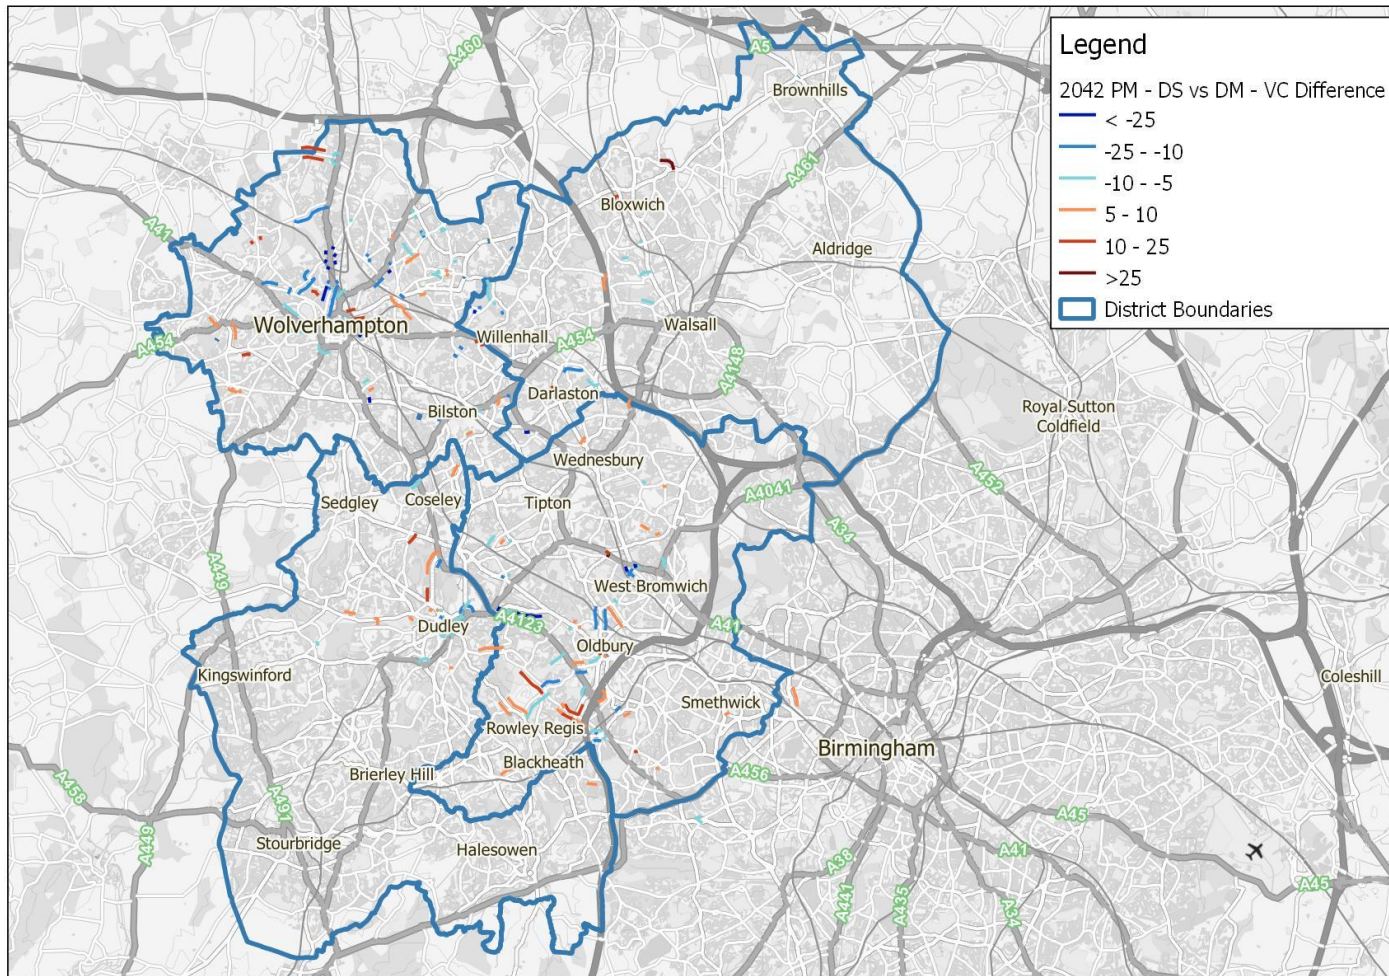 Legend
2042 PM - DS vs DM - VC Difference
< -25
-25 - -10
-10 - -5
5 - 10
10 - 25
>25
District Boundaries
A460
A5
Brownhills
A461
Bloxwich
A41
Aldridge
Wolverhampton
Willenhall
A454
Walsall
A454
A4148
Darlaston
Bilston
Royal Sutton
Coldfield
Wednesbury
A452
Sedgley
Coseley
Tipton
A4041
A34
A449
West Bromwich
Dudley
A4123
A41
Oldbury
Kingswinford
Coleshill
Smethwick
Rowley Regis
Birmingham
Blackheath
Brierley Hill
A456
A458
A491
A45
A449
Stourbridge
Halesowen
A38
A41
A45
A441
A435
A34